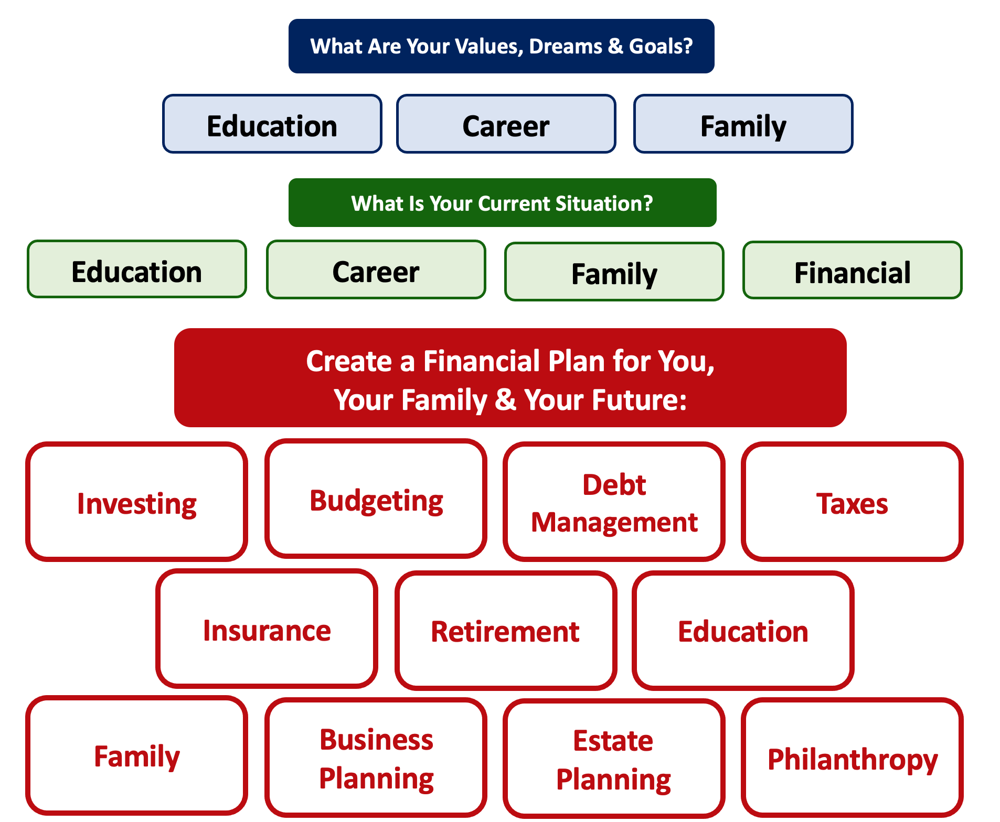 What Are Your Values, Dreams & Goals?
Education
Career
Family
What Is Your Current Situation?
Education
Career
Family
Financial
Create a Financial Plan for You,
Your Family & Your Future:
Investing
Budgeting
Debt
Management
Taxes
Insurance
Retirement
Education
Family
Business
Planning
Estate
Planning
Philanthropy